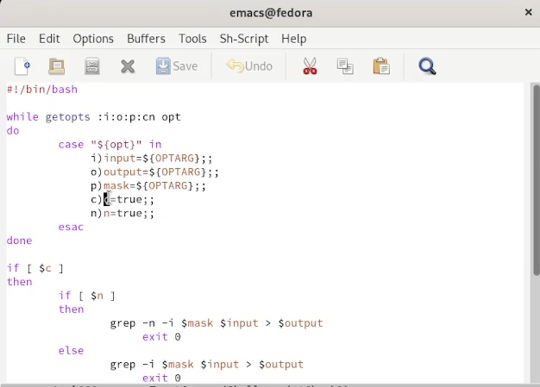 emacs@fedora
File Edit Options Buffers Tools Sh-Script Help
Save Undo
#!/bin/bash
while getopts :i:o:p:cn opt
do
case "${opt}" in
i)input=${OPTARG};;
o)output=${OPTARG};;
p)mask=${OPTARG};;
c)c=true;;
n)n=true;;
esac
done
if [ $c ]
then
if [ $n ]
then
grep -n -i $mask $input > $output
exit 0
else
grep -i $mask $input > $output
exit 0